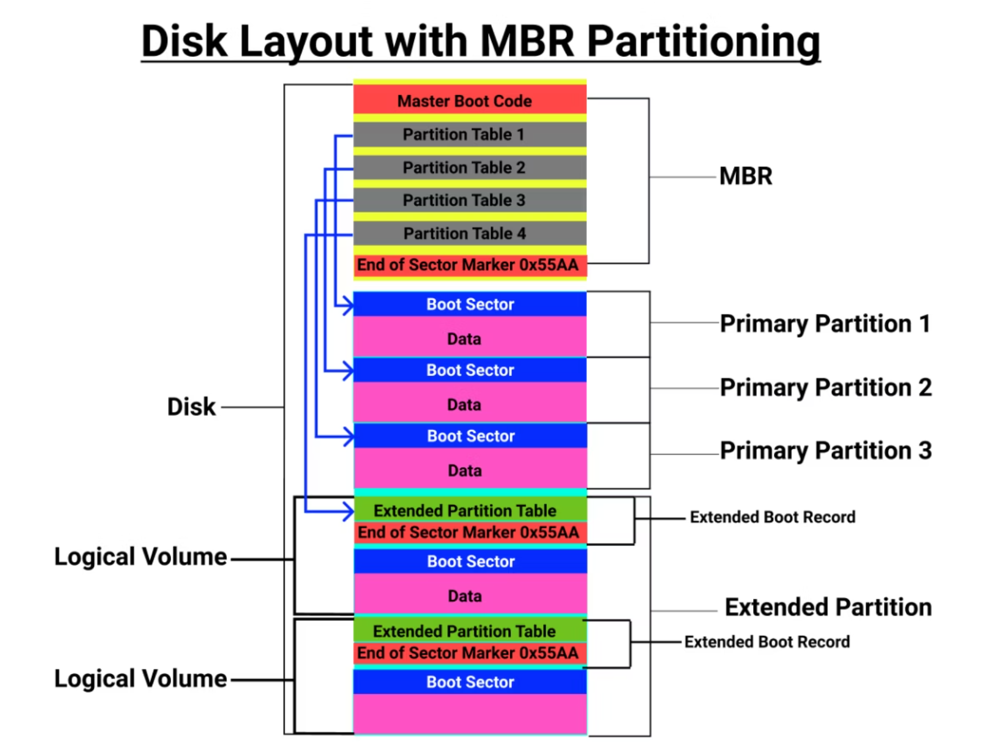 Disk Layout with MBR Partitioning
Master Boot Code
Partition Table 1
Partition Table 2
MBR
Partition Table 3
Partition Table 4
End of Sector Marker 0x55AA
Boot Sector
Primary Partition 1
Data
Boot Sector
Primary Partition 2
Disk
Data
Boot Sector
Primary Partition 3
Data
Extended Partition Table
Extended Boot Record
End of Sector Marker 0x55AA
Logical Volume
Boot Sector
Data
Extended Partition
Extended Partition Table
Extended Boot Record
End of Sector Marker 0x55AA
Logical Volume
Boot Sector